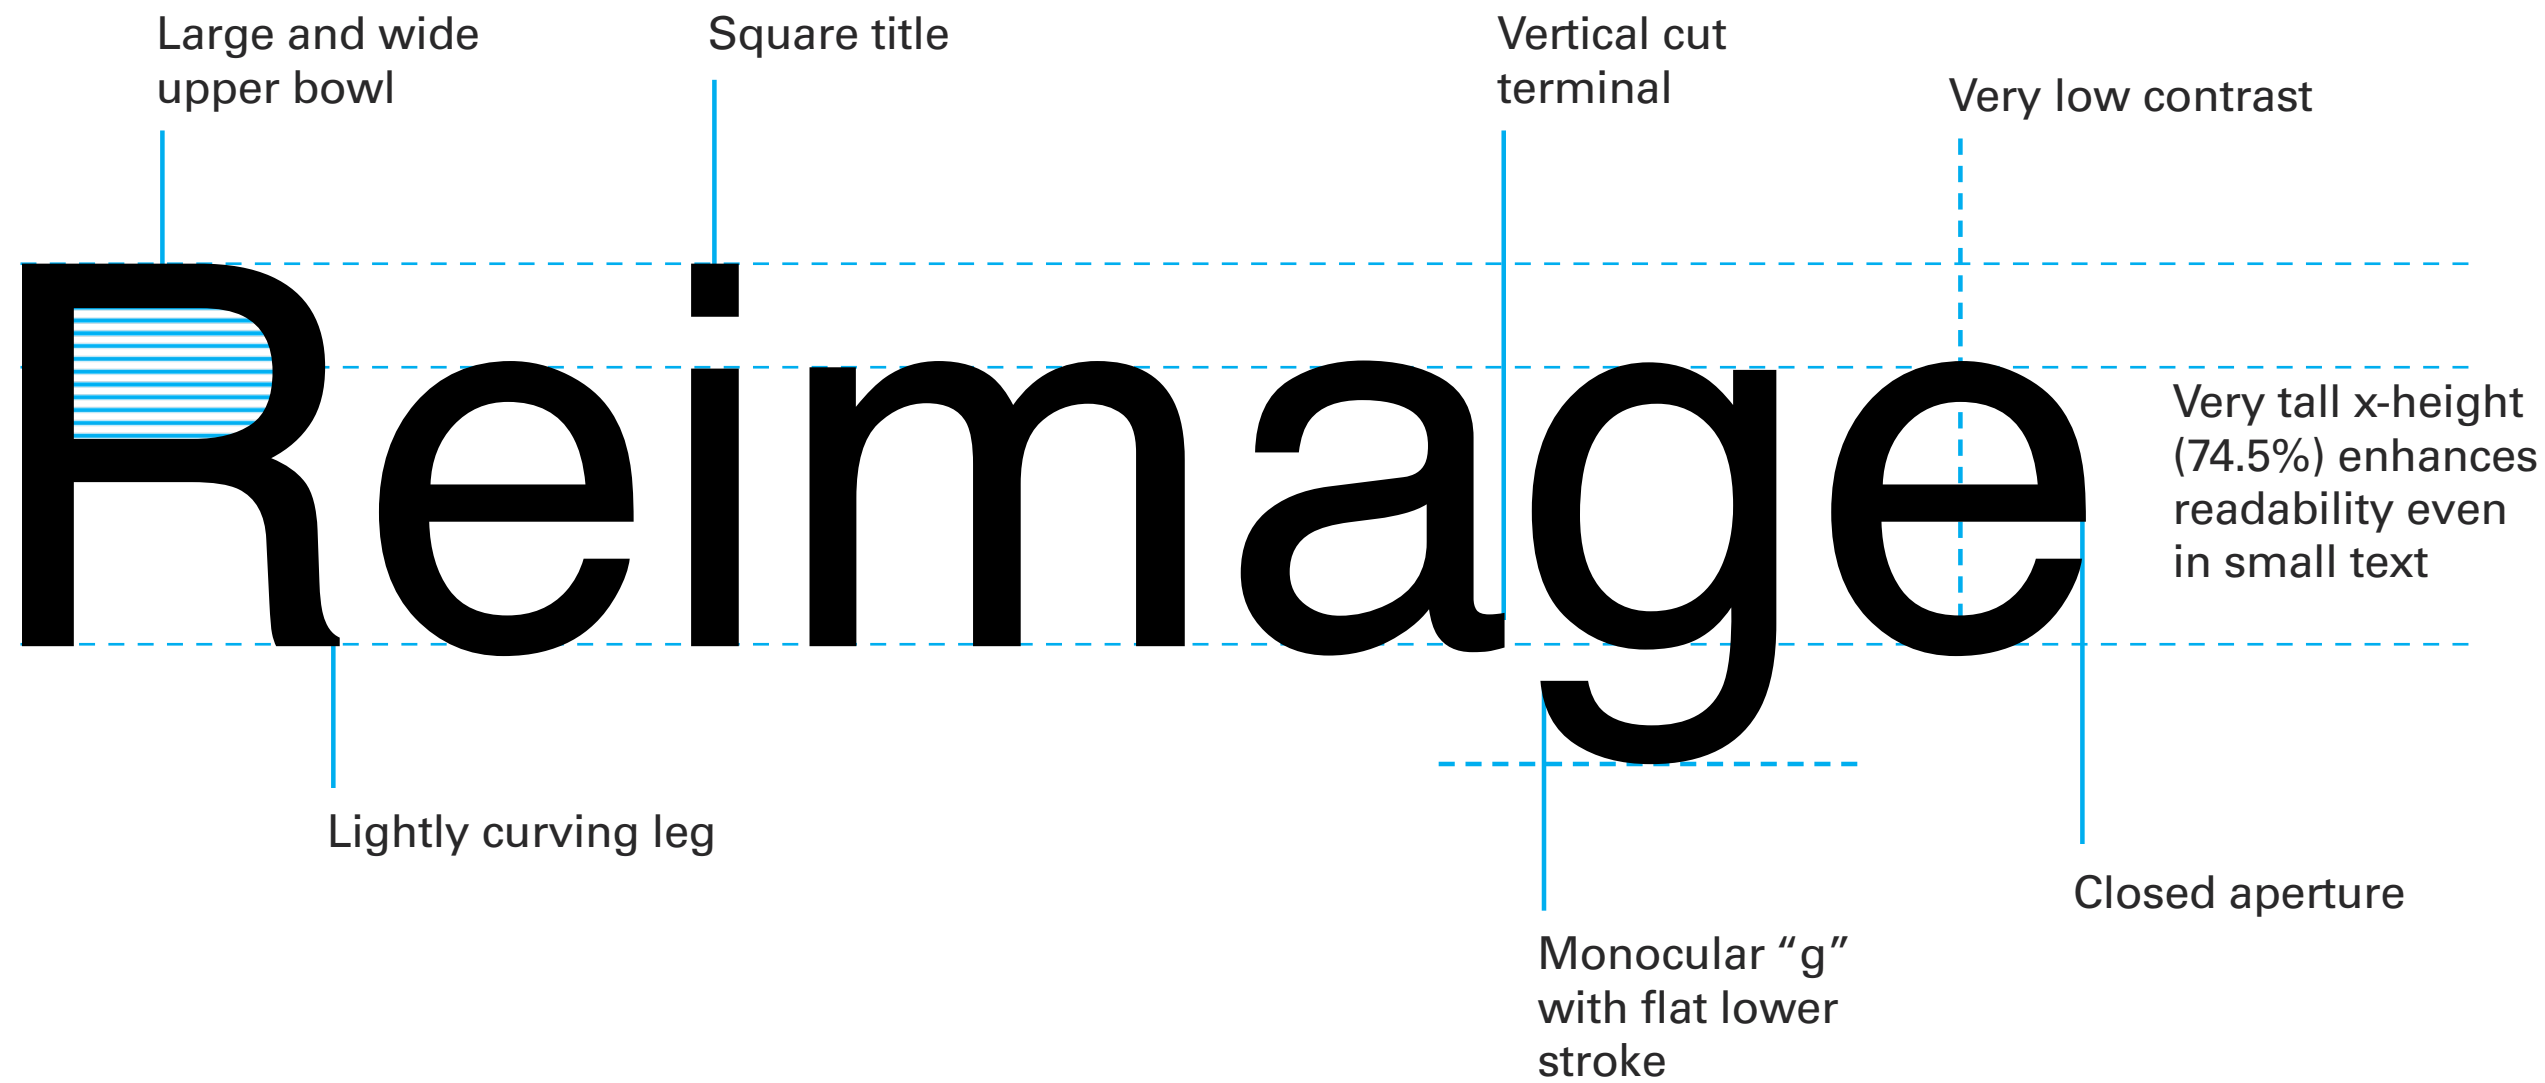 Large and wide
upper bowl
Square title
Vertical cut
terminal
Very low contrast
Reimage
Very tall x-height
(74.5%) enhances
readability even
in small text
Lightly curving leg
Closed aperture
Monocular “g”
with flat lower
stroke